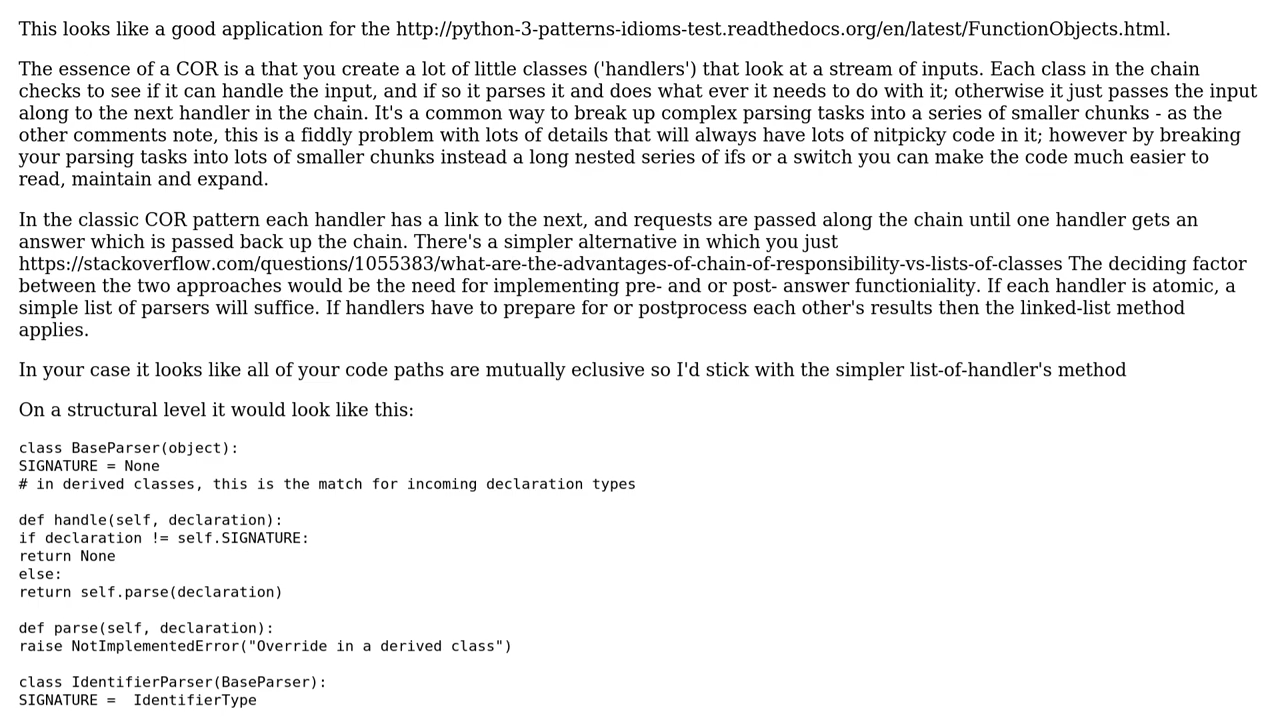 This looks like a good application for the http://python-3-patterns-idioms-test.readthedocs.org/en/latest/FunctionObjects.html.
The essence of a COR is a that you create a lot of little classes ('handlers') that look at a stream of inputs. Each class in the chain
checks to see if it can handle the input, and if so it parses it and does what ever it needs to do with it; otherwise it just passes the input
along to the next handler in the chain. It's a common way to break up complex parsing tasks into a series of smaller chunks - as the
other comments note, this is a fiddly problem with lots of details that will always have lots of nitpicky code in it; however by breaking
your parsing tasks into lots of smaller chunks instead a long nested series of ifs or a switch you can make the code much easier to
read, maintain and expand.
In the classic COR pattern each handler has a link to the next, and requests are passed along the chain until one handler gets an
answer which is passed back up the chain. There's a simpler alternative in which you just
https://stackoverflow.com/questions/1055383/what-are-the-advantages-of-chain-of-responsibility-vs-lists-of-classes The deciding factor
between the two approaches would be the need for implementing pre- and or post- answer functioniality. If each handler is atomic, a
simple list of parsers will suffice. If handlers have to prepare for or postprocess each other's results then the linked-list method
applies.
In your case it looks like all of your code paths are mutually eclusive so I'd stick with the simpler list-of-handler's method
On a structural level it would look like this:
class BaseParser(object):
SIGNATURE = None
# in derived classes, this is the match for incoming declaration types
def handle(self, declaration):
if declaration != self.SIGNATURE:
return None
else:
return self.parse(declaration)
def parse(self, declaration):
raise NotImplementedError("Override in a derived class")
class IdentifierParser(BaseParser):
SIGNATURE =  IdentifierType